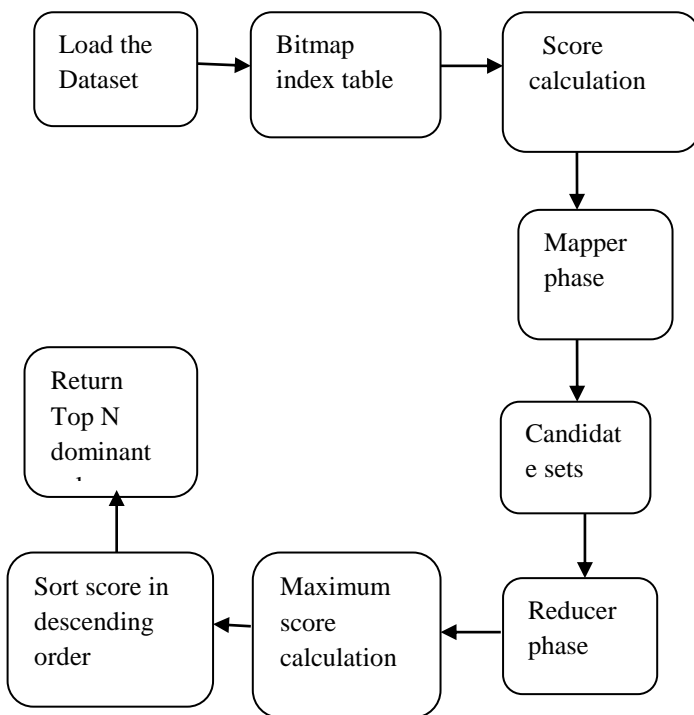 Load the
Dataset
Bitmap
index table
Score
calculation
Mapper
phase
Candidat
e sets
Reducer
phase
Maximum
score
calculation
Sort score in
descending
order
Return
Top N
dominant